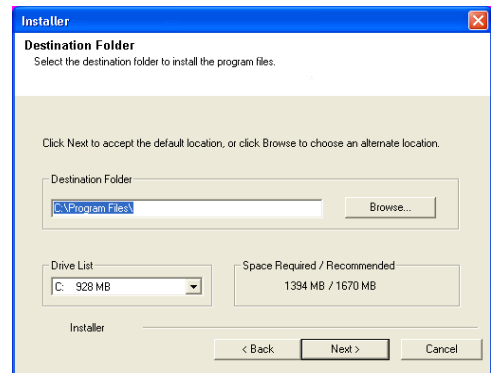 Installer
Destination Folder
Select the destination folder to install the program files.
Click Next to accept the default location, or click Browse to choose an alternate location.
Destination Folder
C:\Program Files\
Browse...
Drive List
Space Required / Recommended
C: 928 MB
1394 MB / 1670 MB
Installer
< Back
Next >
Cancel